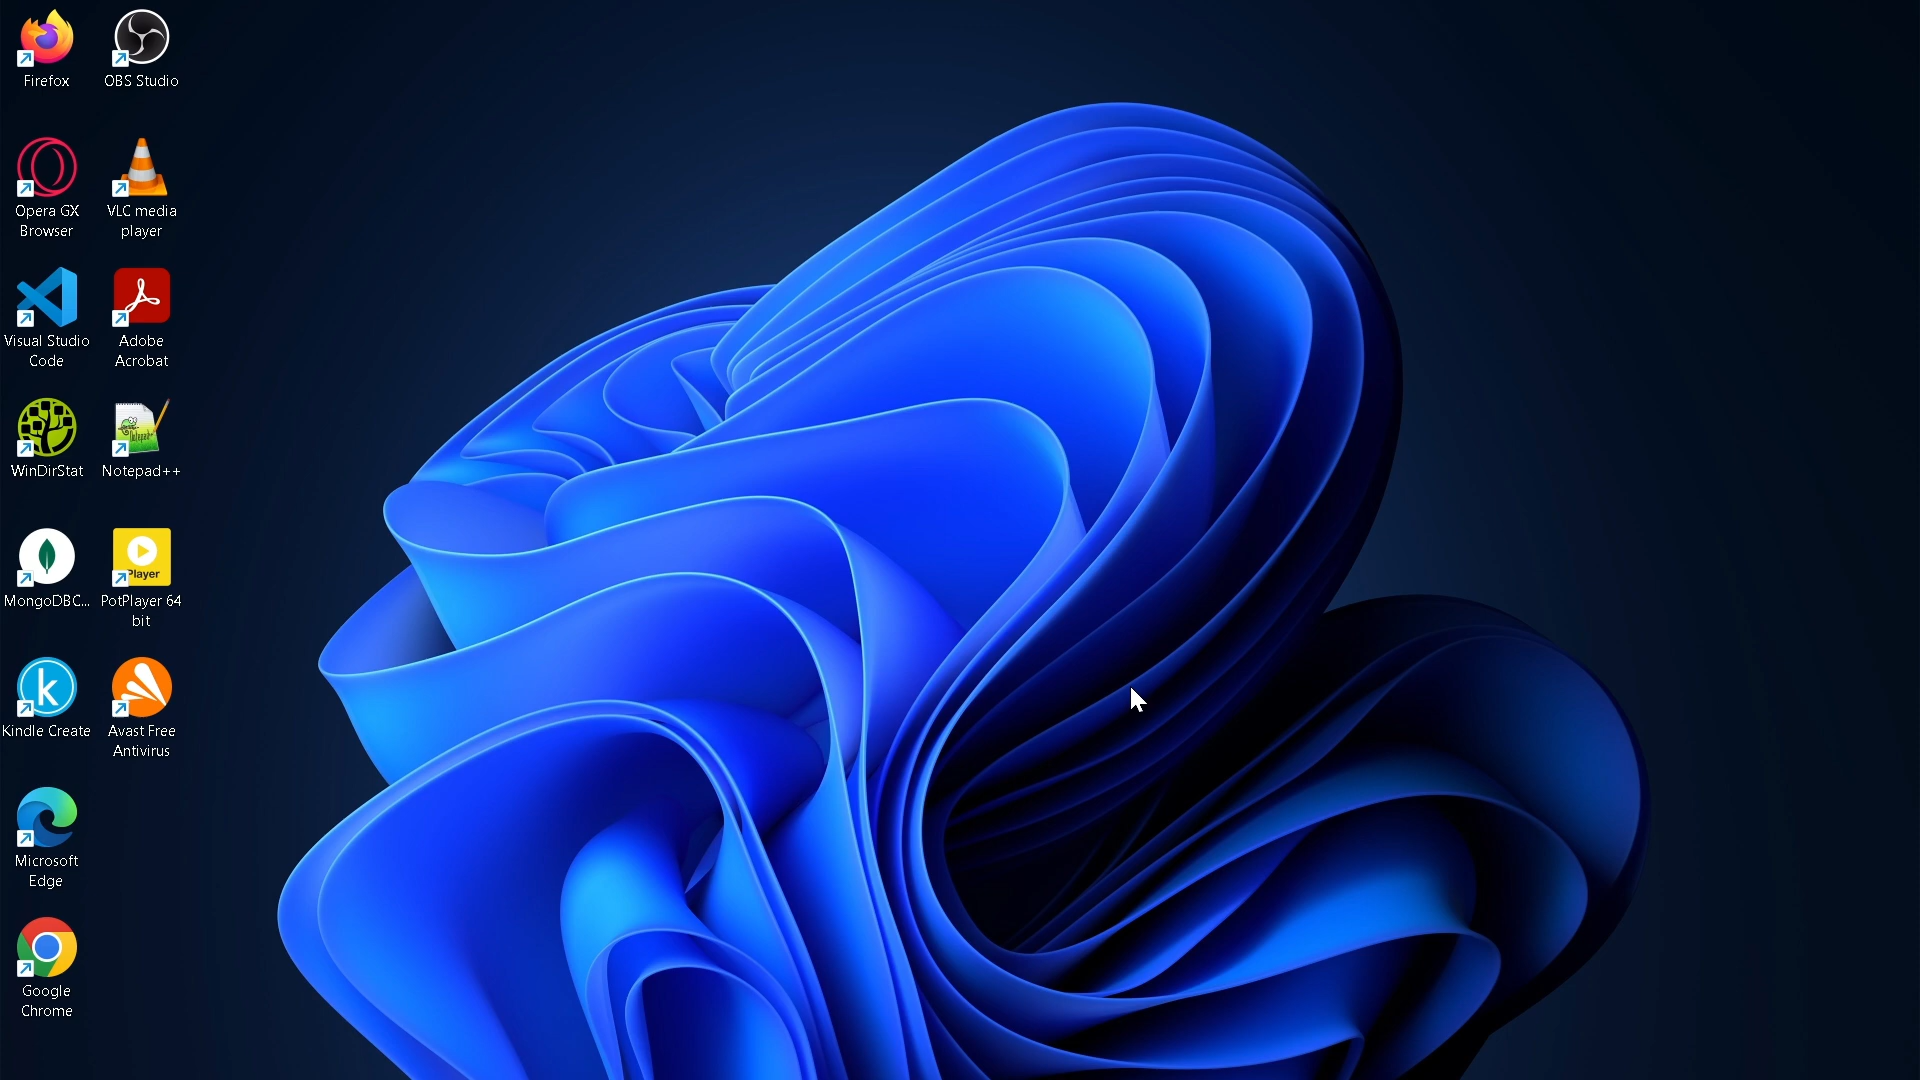 Firefox
OBS Studio
Opera GX
Browser
VLC media
player
Visual Studio
Code
Adobe
Acrobat
WinDirStat
Notepad++
MongoDBC...
Player
PotPlayer 64
bit
k
Kindle Create
Avast Free
Antivirus
Microsoft
Edge
Google
Chrome